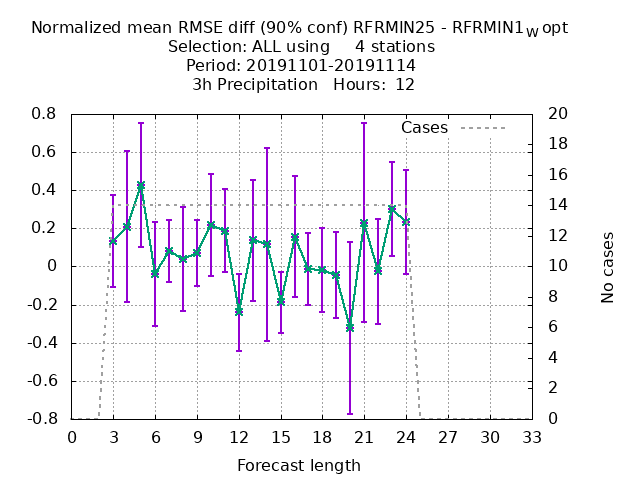 Normalized mean RMSE diff (90% conf) RFRMIN25 - RFRMIN1wopt
Selection: ALL using     4 stations
Period: 20191101-20191114
3h Precipitation   Hours:  12
Cases
0.8
0.6
0.4
0.2
0
-0.2
-0.4
-0.6
-0.8
20
18
16
14
12
10
8
6
4
2
0
No cases
0 3 6 9 12 15 18 21 24 27 30 33
Forecast length